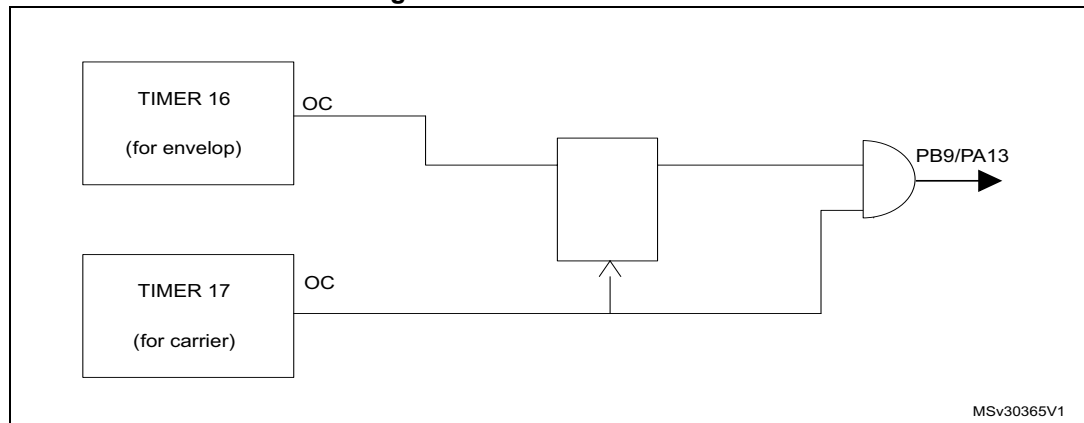 TIMER 16
(for envelop)
OC
PB9/PA13
TIMER 17
(for carrier)
OC
MSv30365V1